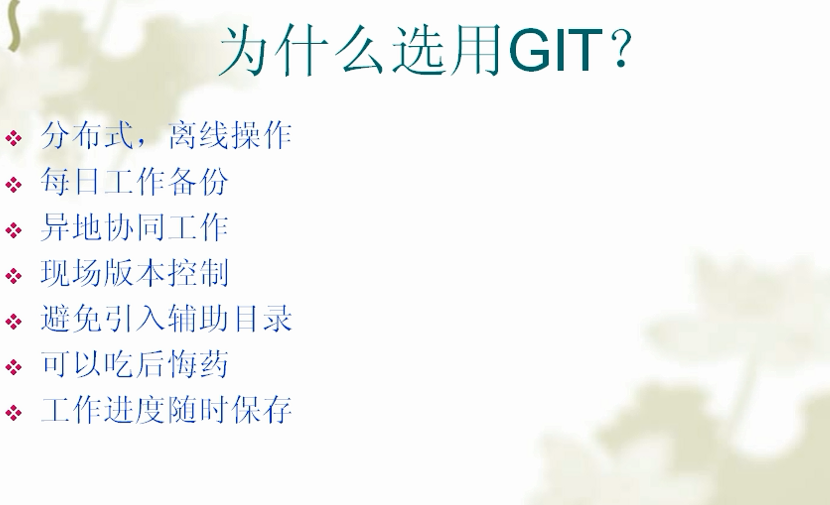 为什么选用GIT？
分布式，离线操作
每日工作备份
异地协同工作
现场版本控制
避免引入辅助目录
可以吃后悔药
工作进度随时保存